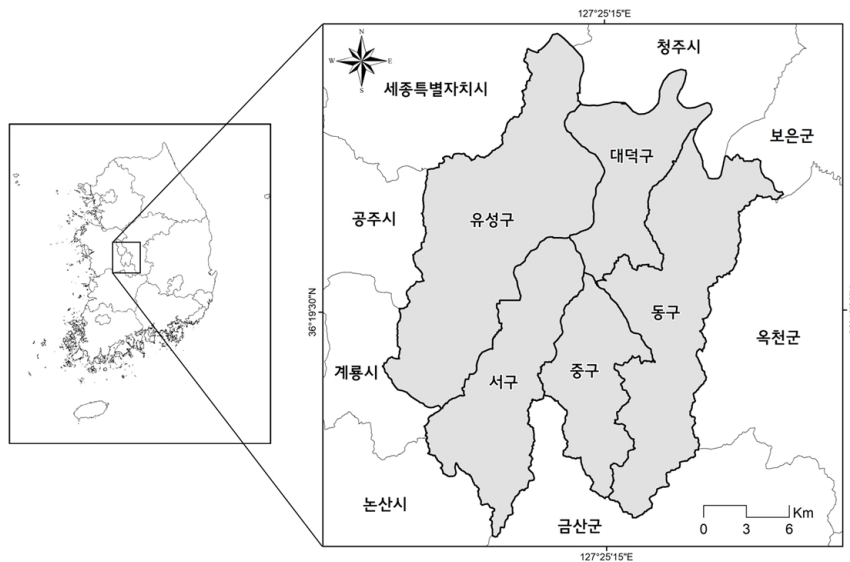 127°25'15"E
N
W
E
S
청주시
세종특별자치시
보은군
대덕구
공주시
유성구
36°19'30"N
동구
옥천군
계룡시
서구
중구
논산시
금산군
Km
0 3 6
127°25'15"E